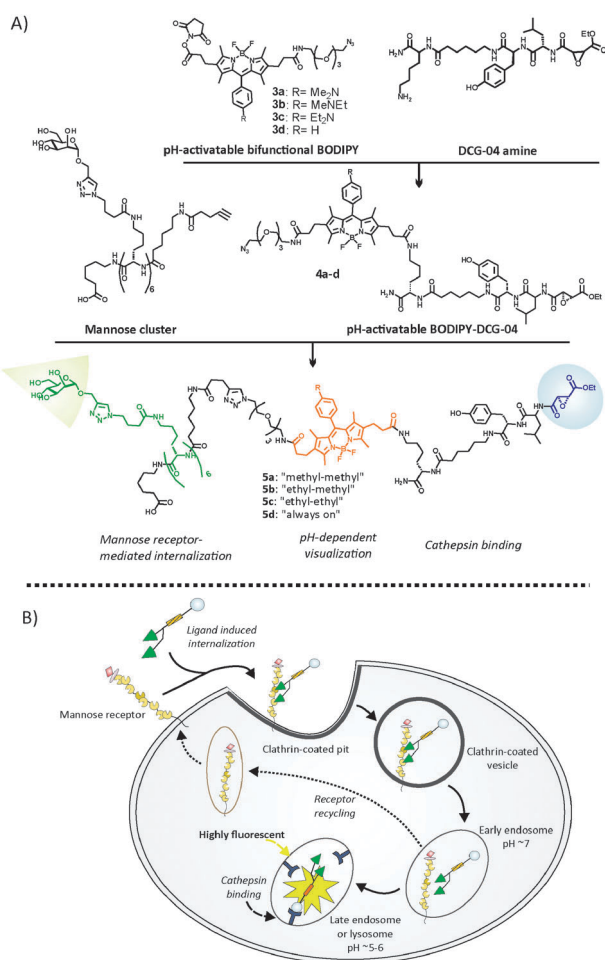 A)
3a: R= Me₂N
3b: MeNEt
3c: R= Et₂N
3d: R= H
pH-activatable bifunctional BODIPY
DCG-04 amine
4a-d
Mannose cluster
pH-activatable BODIPY-DCG-04
5a: "methyl-methyl"
5b: "ethyl-methyl"
5c: "ethyl-ethyl"
5d: "always on"
Mannose receptor-
mediated internalization
pH-dependent
visualization
Cathepsin binding
B)
Ligand induced
internalization
Mannose receptor
Clathrin-coated pit
Clathrin-coated
vesicle
Receptor
recycling
Early endosome
pH ~7
Highly fluorescent
Cathepsin
binding
Late endosome
or lysosome
pH ~5-6